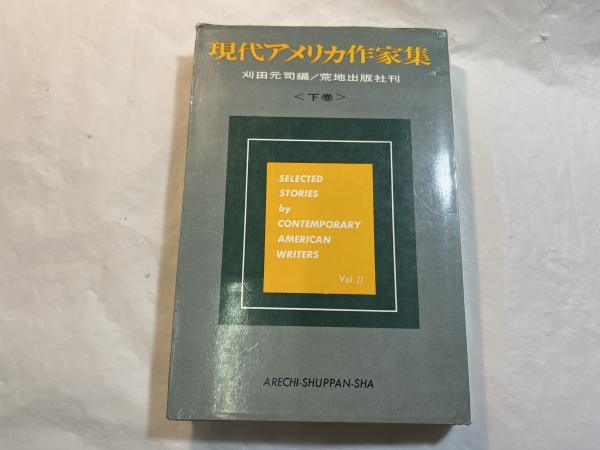 現代アメリカ作家集
刈田元司編/荒地出版社刊
<下巻>
SELECTED
STORIES
by
CONTEMPORARY
AMERICAN
WRITERS
Vol II
ARECHI-SHUPPAN-SHA